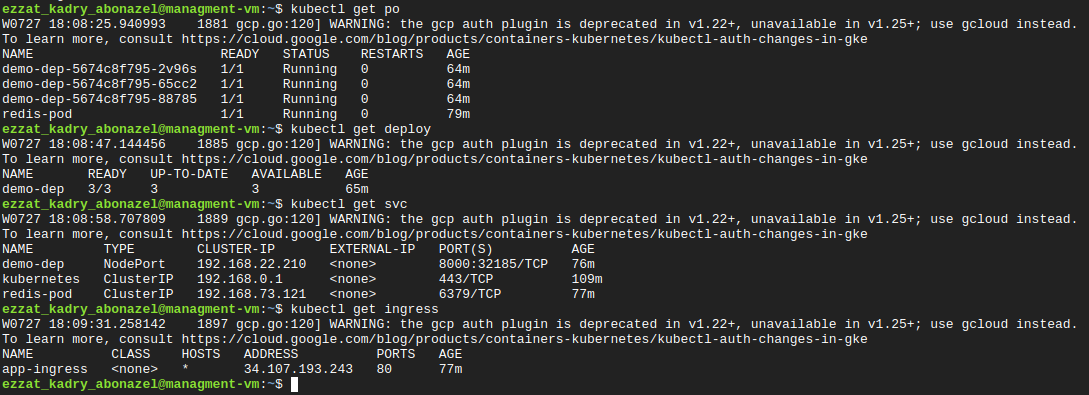 ezzat_kadry_abonazel@managment-vm:~$ kubectl get po
W0727 18:08:25.940993    1881 gcp.go:120] WARNING: the gcp auth plugin is deprecated in v1.22+, unavailable in v1.25+; use gcloud instead.
To learn more, consult https://cloud.google.com/blog/products/containers-kubernetes/kubectl-auth-changes-in-gke
NAME                        READY   STATUS    RESTARTS   AGE
demo-dep-5674c8f795-2v96s   1/1     Running   0          64m
demo-dep-5674c8f795-65cc2   1/1     Running   0          64m
demo-dep-5674c8f795-88785   1/1     Running   0          64m
redis-pod                   1/1     Running   0          79m
ezzat_kadry_abonazel@managment-vm:~$ kubectl get deploy
W0727 18:08:47.144456    1885 gcp.go:120] WARNING: the gcp auth plugin is deprecated in v1.22+, unavailable in v1.25+; use gcloud instead.
To learn more, consult https://cloud.google.com/blog/products/containers-kubernetes/kubectl-auth-changes-in-gke
NAME       READY   UP-TO-DATE   AVAILABLE   AGE
demo-dep   3/3     3            3           65m
ezzat_kadry_abonazel@managment-vm:~$ kubectl get svc
W0727 18:08:58.707809    1889 gcp.go:120] WARNING: the gcp auth plugin is deprecated in v1.22+, unavailable in v1.25+; use gcloud instead.
To learn more, consult https://cloud.google.com/blog/products/containers-kubernetes/kubectl-auth-changes-in-gke
NAME         TYPE        CLUSTER-IP       EXTERNAL-IP   PORT(S)          AGE
demo-dep     NodePort    192.168.22.210   <none>        8000:32185/TCP   76m
kubernetes   ClusterIP   192.168.0.1      <none>        443/TCP          109m
redis-pod    ClusterIP   192.168.73.121   <none>        6379/TCP         77m
ezzat_kadry_abonazel@managment-vm:~$ kubectl get ingress
W0727 18:09:31.258142    1897 gcp.go:120] WARNING: the gcp auth plugin is deprecated in v1.22+, unavailable in v1.25+; use gcloud instead.
To learn more, consult https://cloud.google.com/blog/products/containers-kubernetes/kubectl-auth-changes-in-gke
NAME          CLASS    HOSTS   ADDRESS          PORTS   AGE
app-ingress   <none>   *       34.107.193.243   80      77m
ezzat_kadry_abonazel@managment-vm:~$